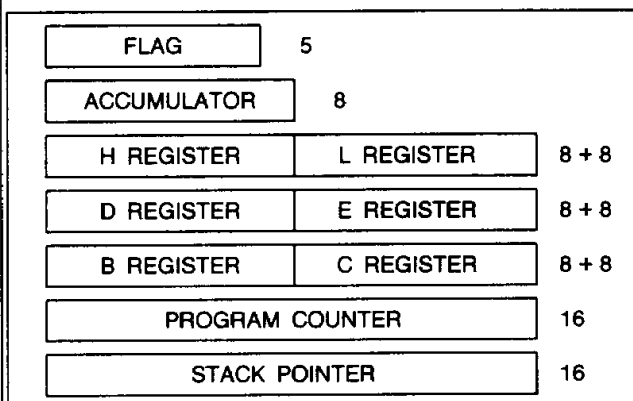 FLAG 5
ACCUMULATOR 8
H REGISTER L REGISTER 8 + 8
D REGISTER E REGISTER 8 + 8
B REGISTER C REGISTER 8 + 8
PROGRAM COUNTER 16
STACK POINTER 16